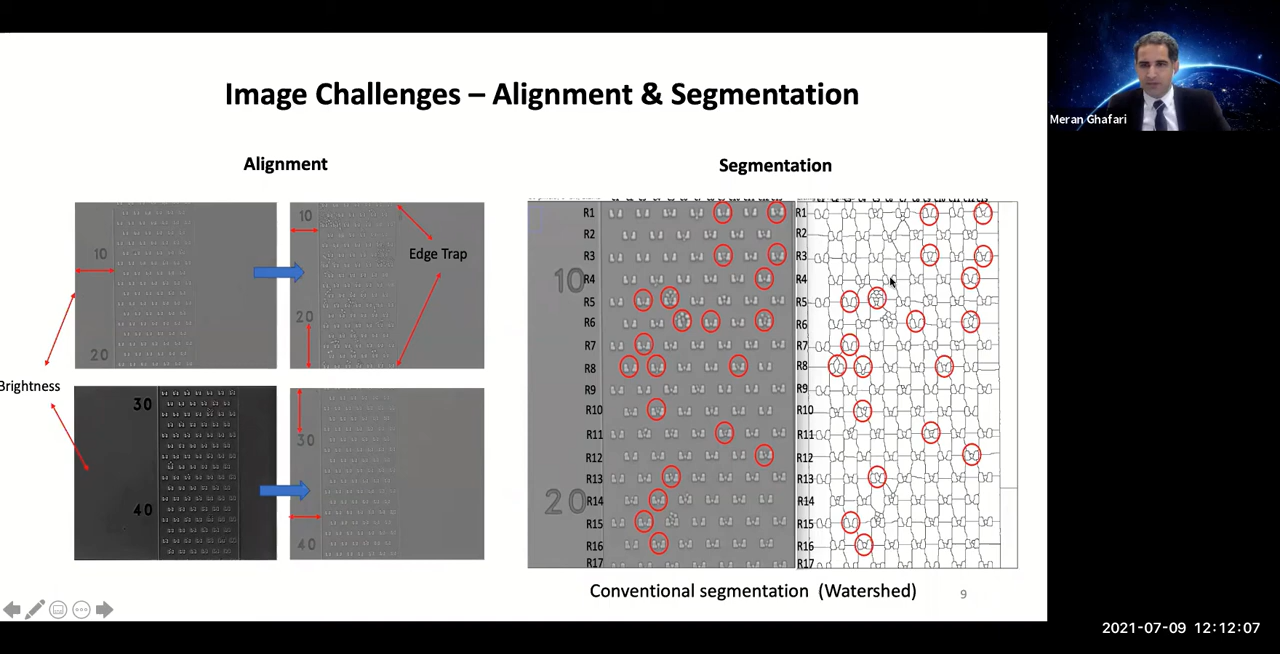 Image Challenges – Alignment & Segmentation
Meran Ghafari
Alignment
Segmentation
10
20
Brightness
30
40
10
20
Edge Trap
30
40
10
20
R1
R2
R3
R4
R5
R6
R7
R8
R9
R10
R11
R12
R13
R14
R15
R16
R17
R1
R2
R3
R4
R5
R6
R7
R8
R9
R10
R11
R12
R13
R14
R15
R16
R17
Conventional segmentation (Watershed)
9
2021-07-09 12:12:07